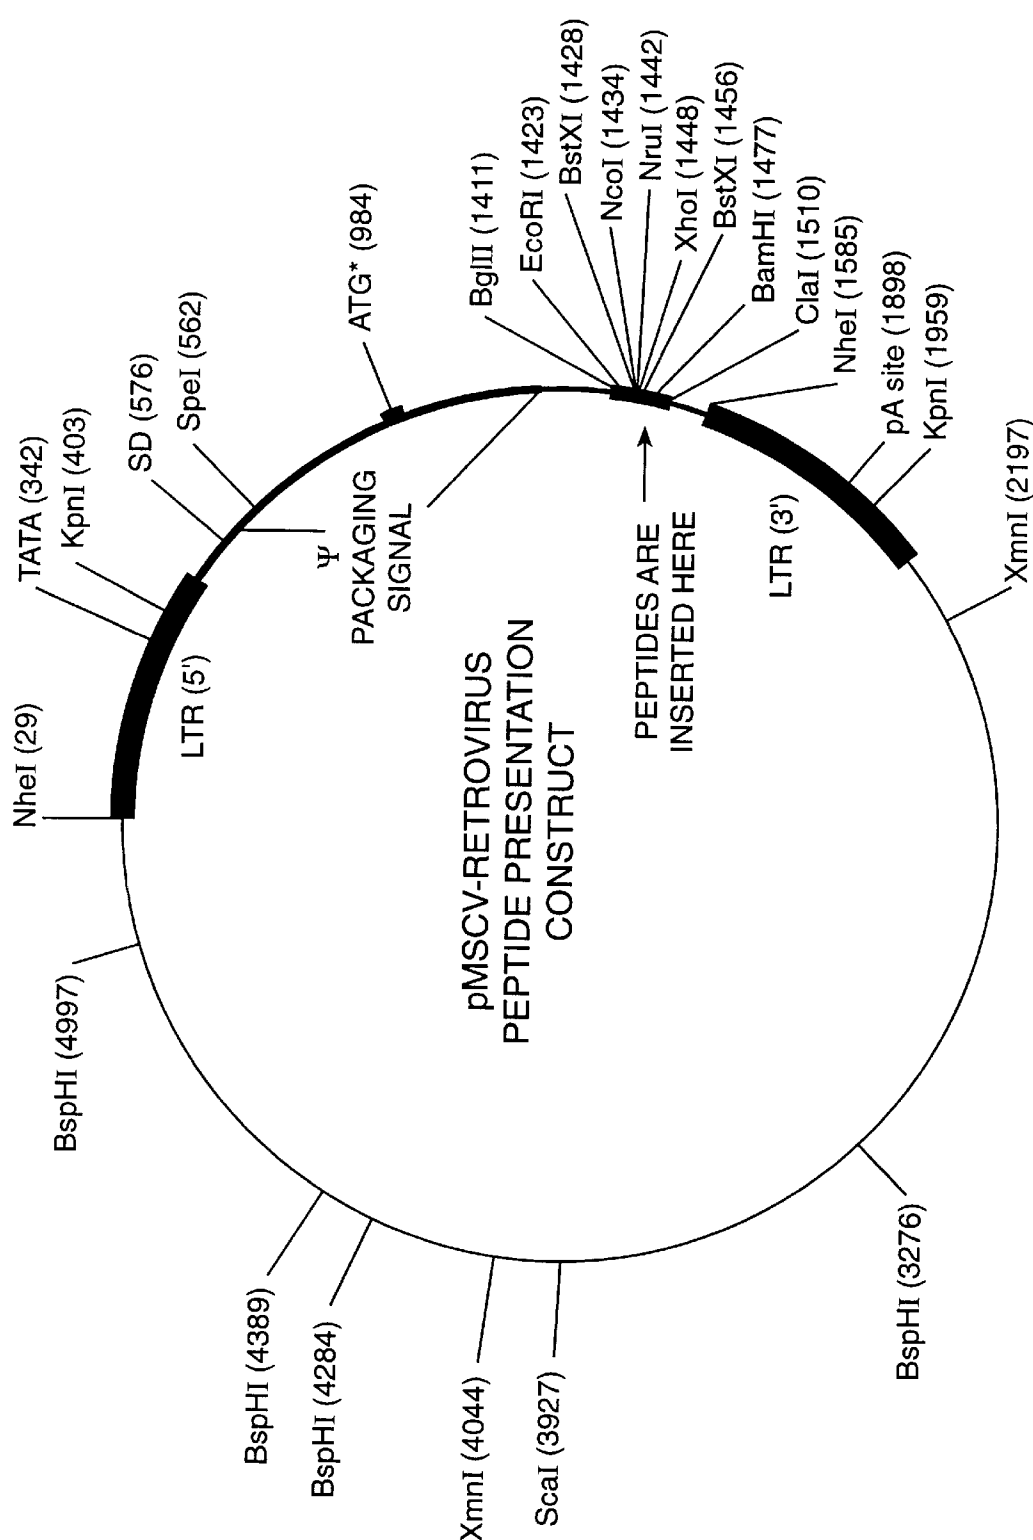 NheI (29)
TATA (342)
KpnI (403)
SD (576)
SpeI (562)
ATG* (984)
BglII (1411)
EcoRI (1423)
BstXI (1428)
NcoI (1434)
NruI (1442)
XhoI (1448)
BstXI (1456)
BamHI (1477)
ClaI (1510)
NheI (1585)
pA site (1898)
KpnI (1959)
XmnI (2197)
BspHI (3276)
ScaI (3927)
XmnI (4044)
BspHI (4284)
BspHI (4389)
BspHI (4997)
LTR (5')
Ψ
PACKAGING
SIGNAL
PEPTIDES ARE
INSERTED HERE
LTR (3')
pMSCV-RETROVIRUS
PEPTIDE PRESENTATION
CONSTRUCT